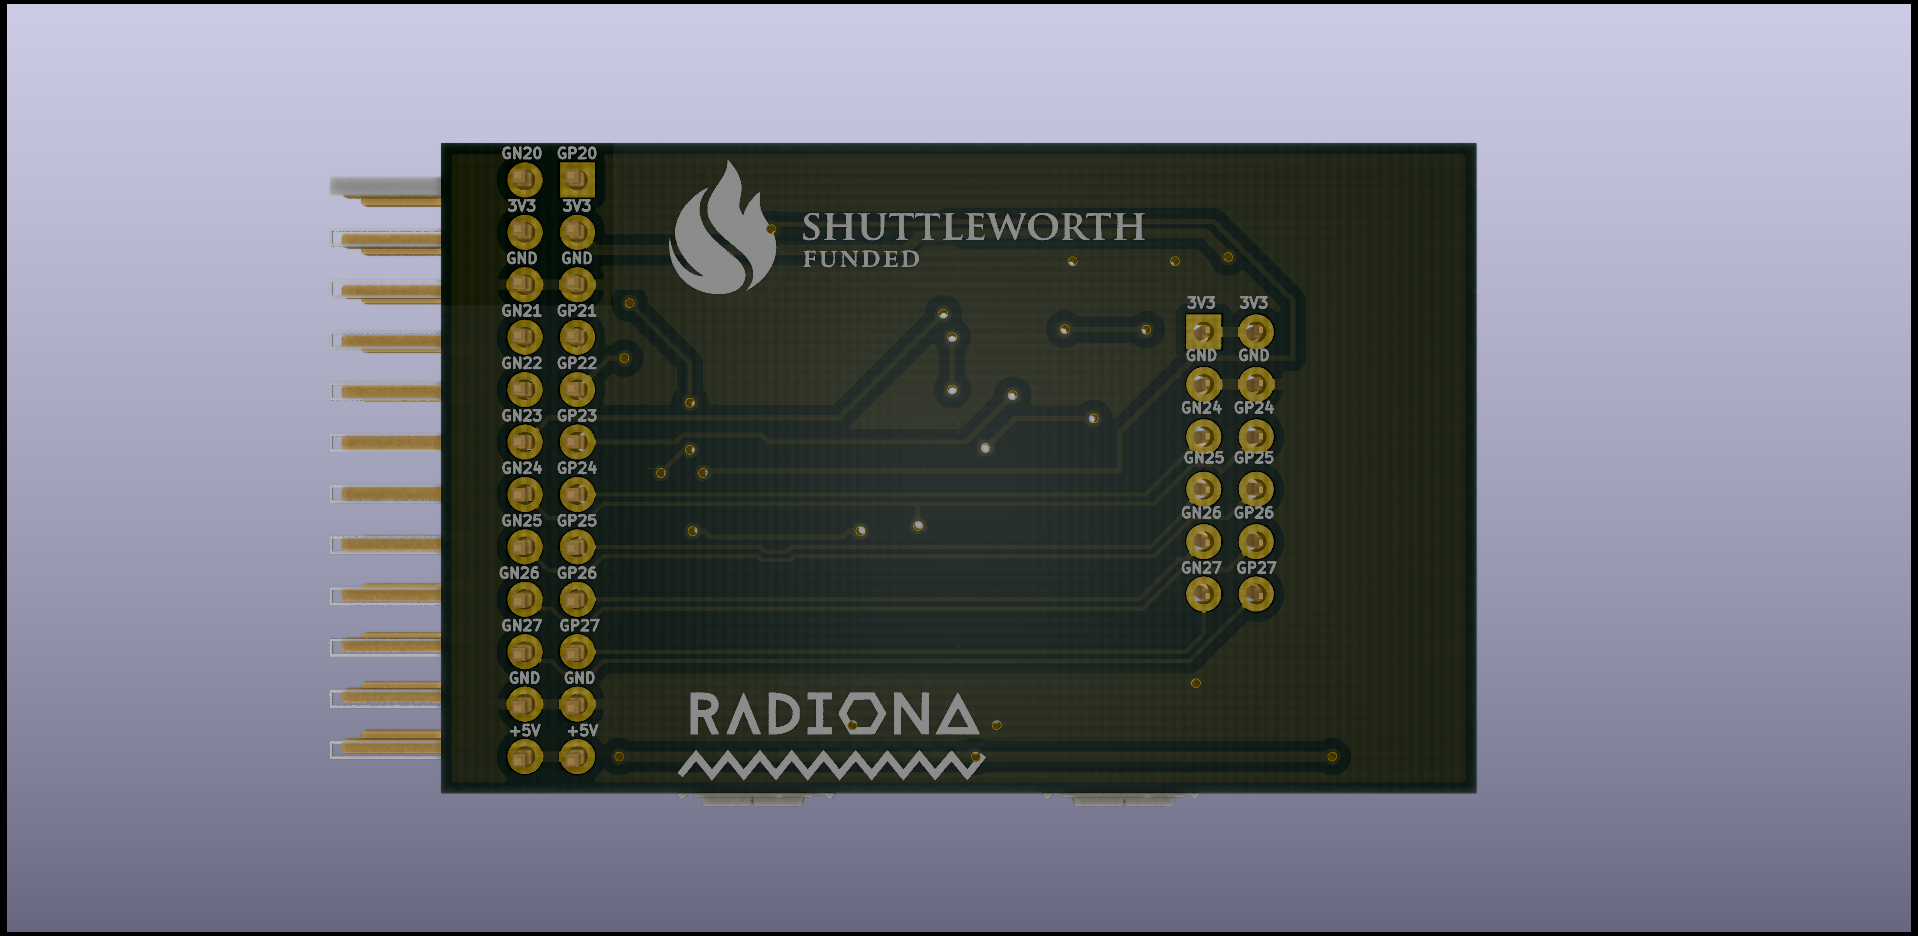 GN20 GP20
3V3 3V3
GND GND
GN21 GP21
GN22 GP22
GN23 GP23
GN24 GP24
GN25 GP25
GN26 GP26
GN27 GP27
GND GND
+5V +5V
SHUTTLEWORTH
FUNDED
3V3 3V3
GND GND
GN24 GP24
GN25 GP25
GN26 GP26
GN27 GP27
RADIONA